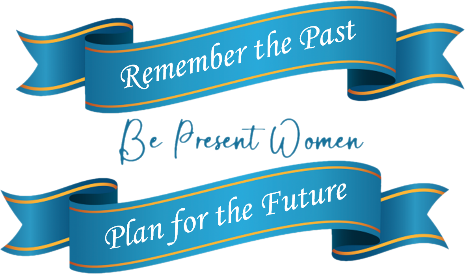 Remember the Past
Be Present Women
Plan for the Future